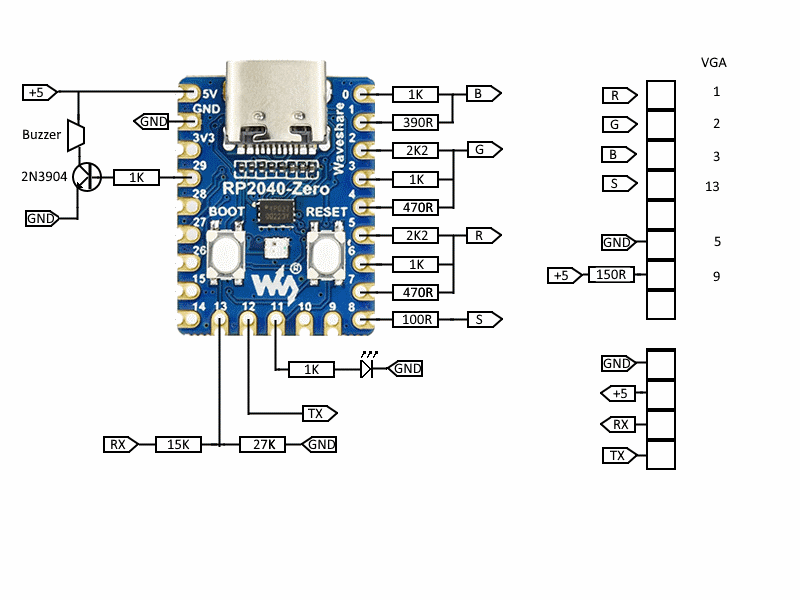 VGA
+5
5V
0
1K
B
R
1
GND
GND
1
390R
G
2
Buzzer
3V3
2
2K2
G
B
3
2N3904
1K
29
3
1K
S
13
Waveshare
RP2040-Zero
GND
28
4
470R
BOOT
RESET
27
5
2K2
R
GND
5
26
6
1K
+5
150R
9
15
7
470R
14
13
12
11
10
9
8
100R
S
1K
GND
GND
+5
TX
RX
RX
15K
27K
GND
TX